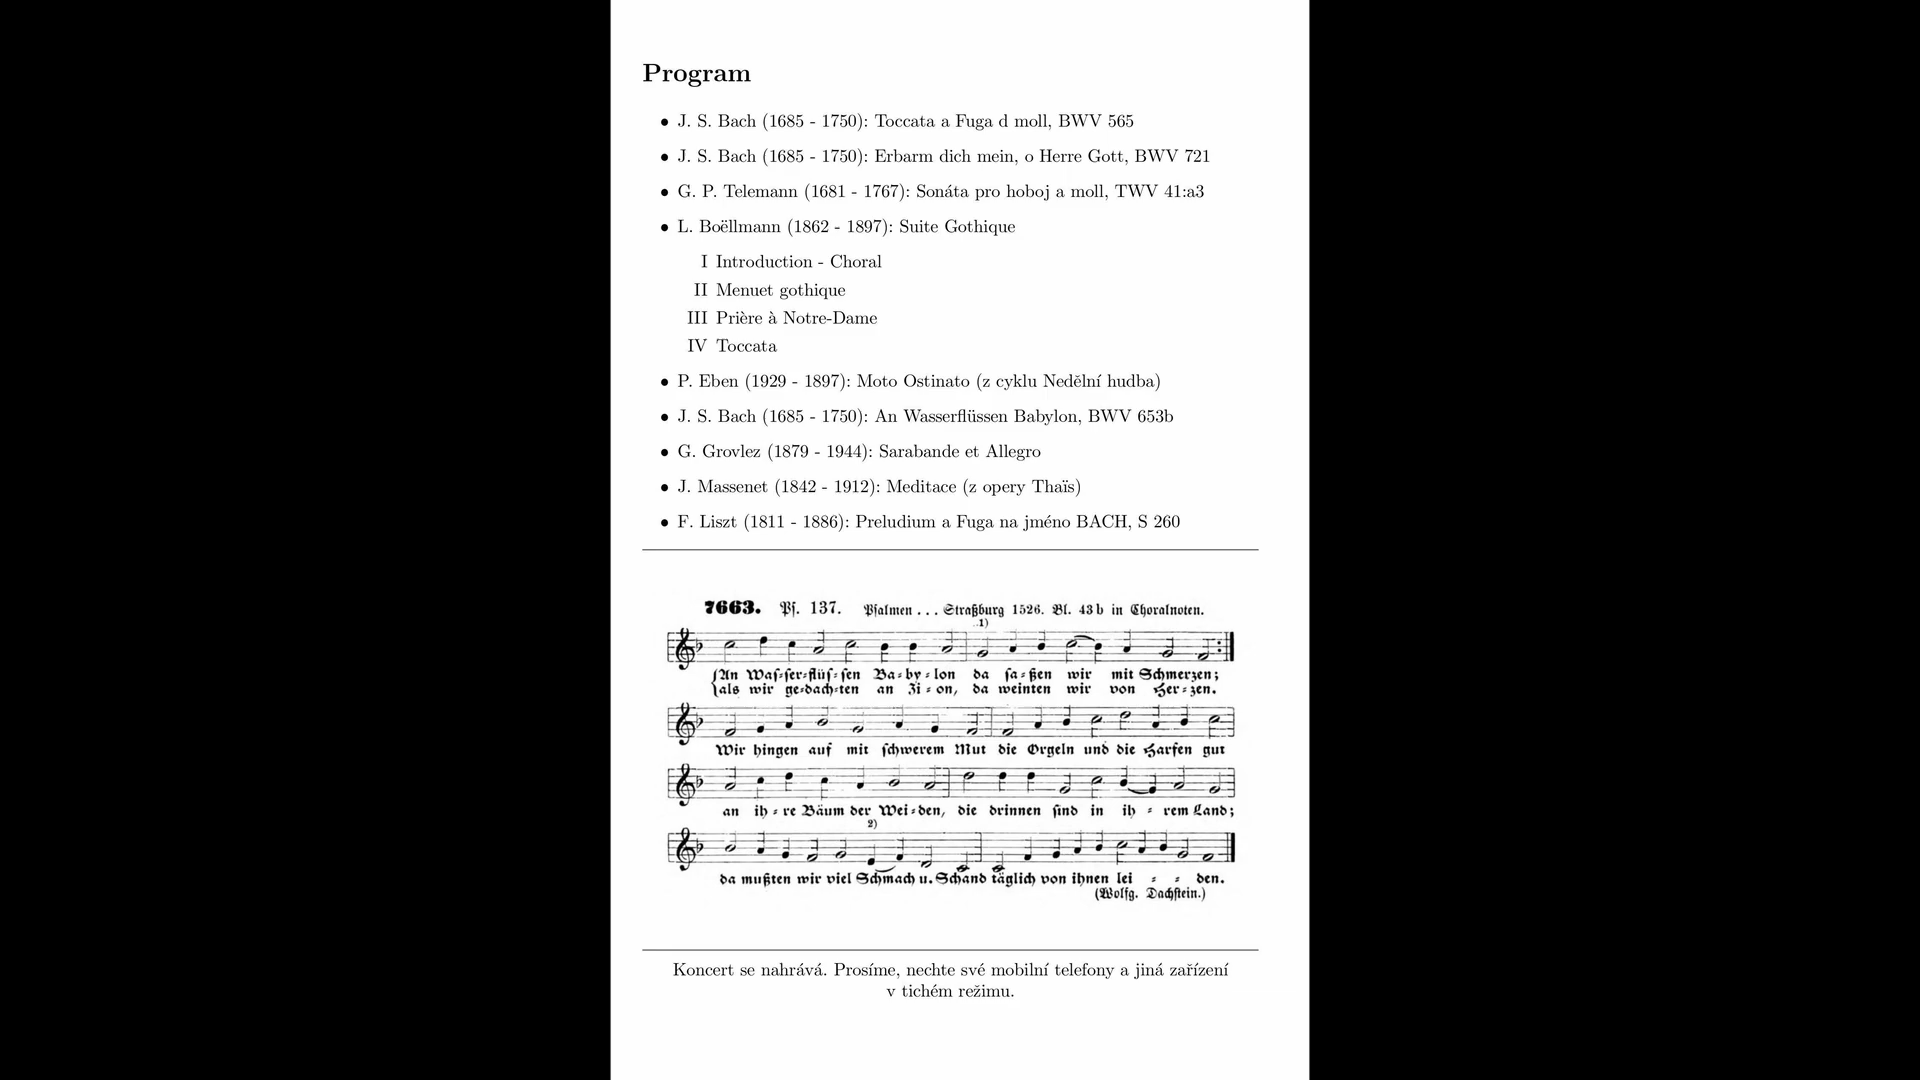 Program
• J. S. Bach (1685 - 1750): Toccata a Fuga d moll, BWV 565
• J. S. Bach (1685 - 1750): Erbarm dich mein, o Herre Gott, BWV 721
• G. P. Telemann (1681 - 1767): Sonáta pro hoboj a moll, TWV 41:a3
• L. Boëllmann (1862 - 1897): Suite Gothique
I Introduction - Choral
II Menuet gothique
III Prière à Notre-Dame
IV Toccata
• P. Eben (1929 - 1897): Moto Ostinato (z cyklu Nedělní hudba)
• J. S. Bach (1685 - 1750): An Wasserflüssen Babylon, BWV 653b
• G. Grovlez (1879 - 1944): Sarabande et Allegro
• J. Massenet (1842 - 1912): Meditace (z opery Thaïs)
• F. Liszt (1811 - 1886): Preludium a Fuga na jméno BACH, S 260
7663. Ps. 137. Psalmen . . . Straßburg 1526. Bl. 43 b in Choralnoten.
1)
An Was-ser-flüs-sen Ba-by-lon da sa-ßen wir mit Schmerzen;
als wir ge-dach-ten an Zi-on, da weinten wir von Her-zen.
Wir hingen auf mit schwerem Mut die Orgeln und die Harfen gut
an ih-re Bäum der Wei-den, die drinnen sind in ih - rem Land;
2)
da mußten wir viel Schmach u. Schand täglich von ihnen lei - - den.
(Wolfg. Dachstein.)
Koncert se nahrává. Prosíme, nechte své mobilní telefony a jiná zařízení
v tichém režimu.